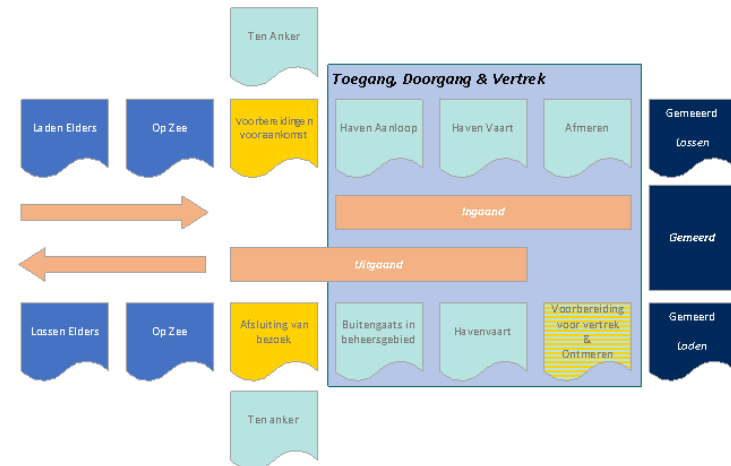 Ten Anker
Toegang, Doorgang & Vertrek
Laden Elders
Op Zee
Voorbereidingen
vooraankomst
Haven Aanloop
Haven Vaart
Afmeren
Gemeerd
Lossen
Ingaand
Gemeerd
Uitgaand
Lossen Elders
Op Zee
Afsluiting van
bezoek
Buitengaats in
beheersgebied
Havenvaart
Voorbereiding
voor vertrek
&
Ontmeren
Gemeerd
Laden
Ten anker